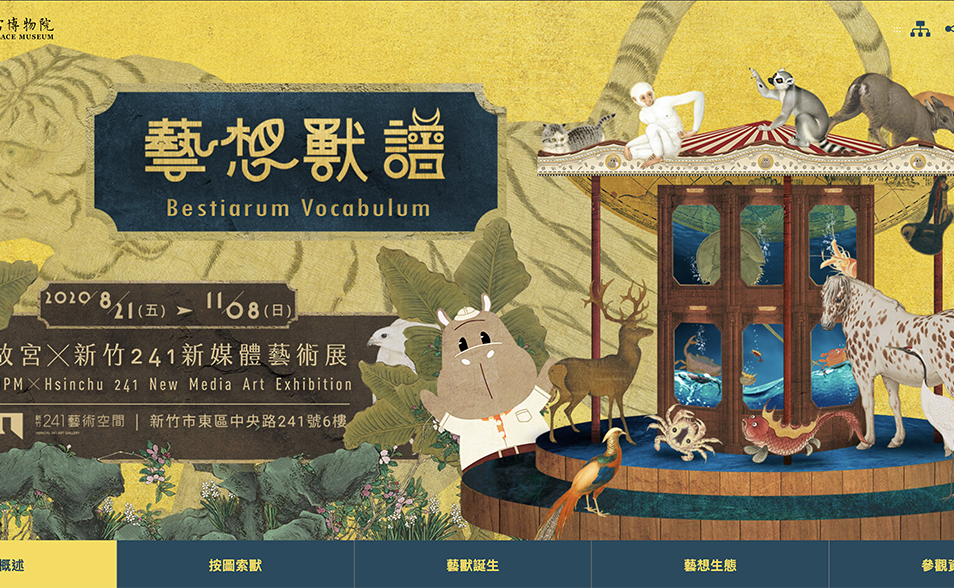 宮博物院
ACE MUSEUM
藝想獸譜
Bestiarum Vocabulum
2020 8/21(五) ➤ 11/08(日)
故宮╳新竹241新媒體藝術展
PM×Hsinchu 241 New Media Art Exhibition
新竹241藝術空間 | 新竹市東區中央路241號6樓
概述
按圖索獸
藝獸誕生
藝想生態
參觀資